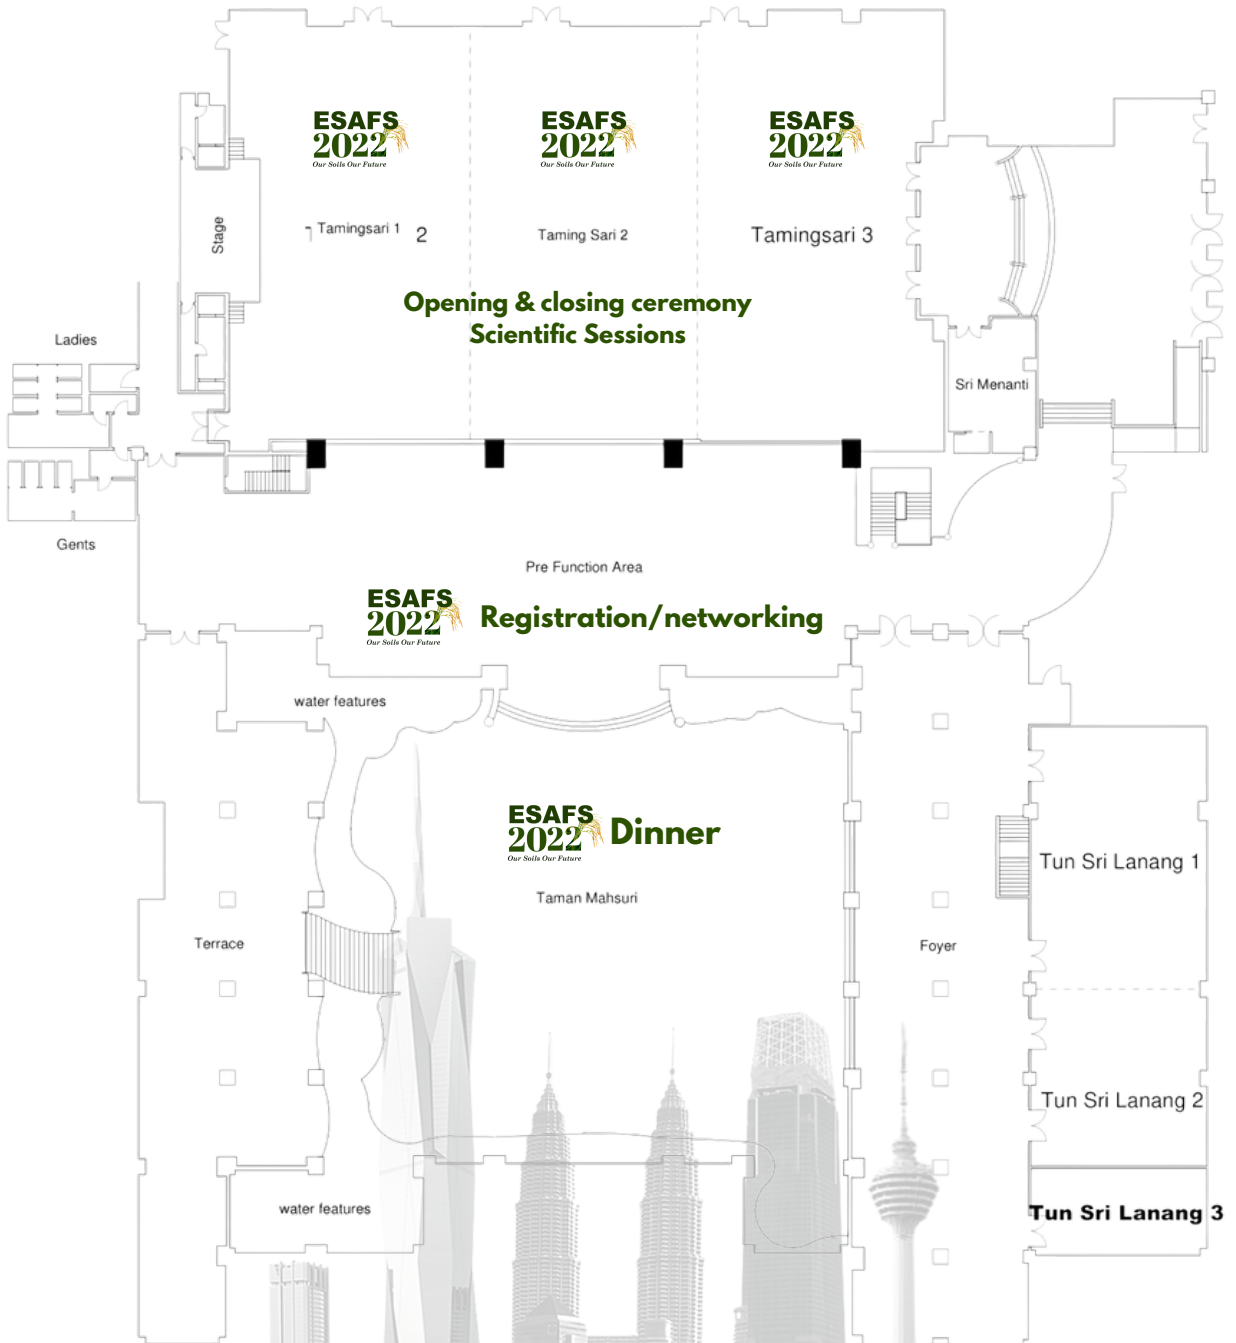 ESAFS
2022
Our Soils Our Future
ESAFS
2022
Our Soils Our Future
ESAFS
2022
Our Soils Our Future
Stage
Tamingsari 1 2
Taming Sari 2
Tamingsari 3
Opening & closing ceremony
Scientific Sessions
Ladies
Sri Menanti
Gents
Pre Function Area
ESAFS
2022
Our Soils Our Future
Registration/networking
water features
ESAFS
2022
Our Soils Our Future
Dinner
Tun Sri Lanang 1
Taman Mahsuri
Terrace
Foyer
Tun Sri Lanang 2
water features
Tun Sri Lanang 3